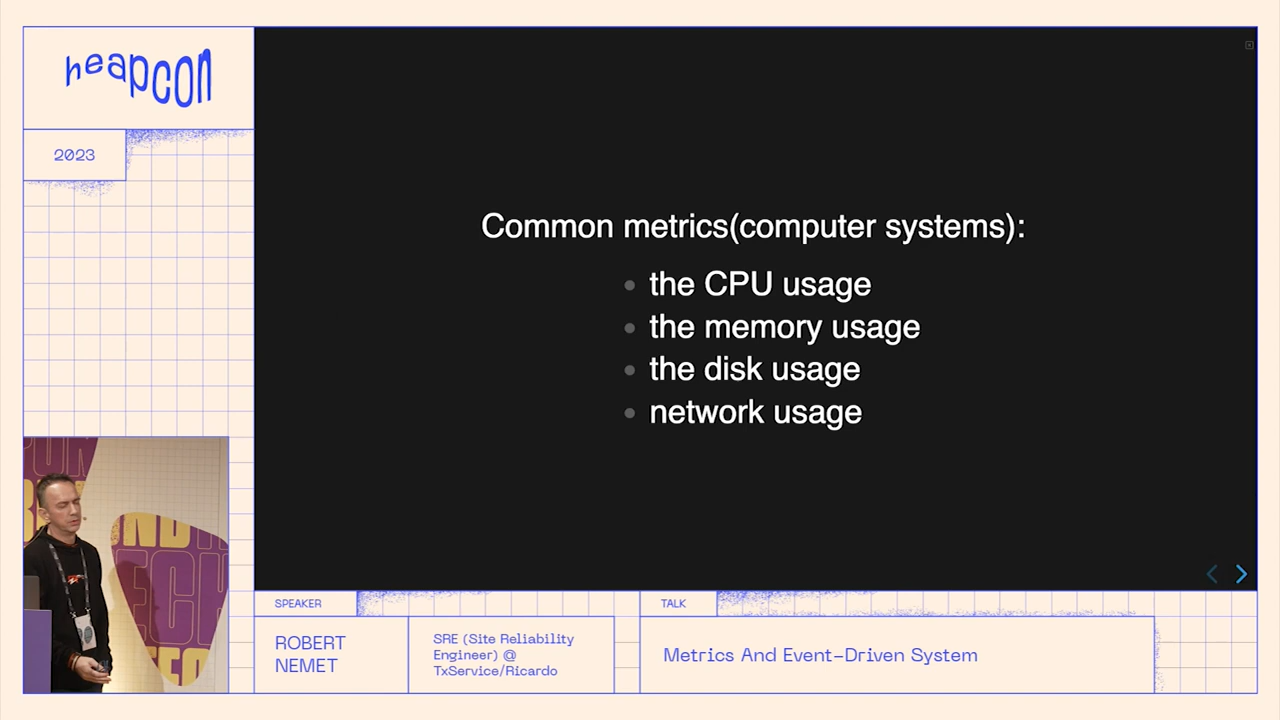 heapcon
2023
Common metrics(computer systems):
the CPU usage
the memory usage
the disk usage
network usage
SPEAKER
ROBERT
NEMET
SRE (Site Reliability
Engineer) @
TxService/Ricardo
TALK
Metrics And Event-Driven System